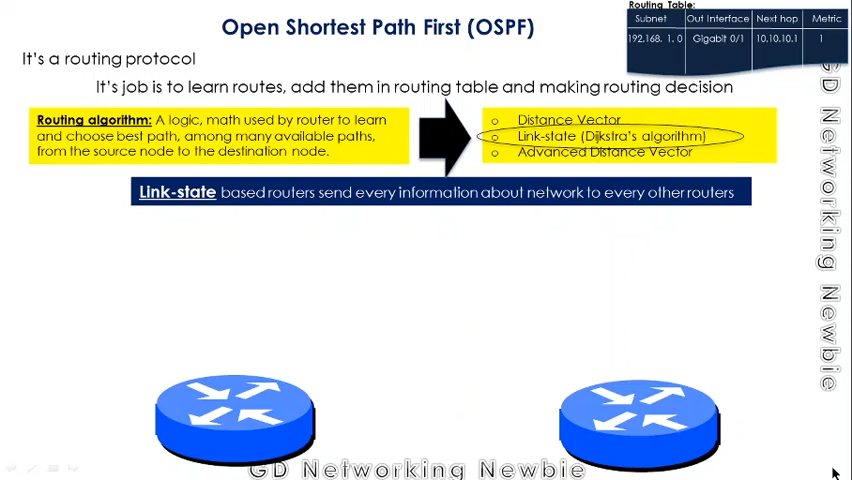 Open Shortest Path First (OSPF)
Routing Table:
Subnet Out Interface Next hop Metric
192.168. 1. 0 Gigabit 0/1 10.10.10.1 1
It's a routing protocol
It's job is to learn routes, add them in routing table and making routing decision
Routing algorithm: A logic, math used by router to learn
and choose best path, among many available paths,
from the source node to the destination node.
o Distance Vector
o Link-state (Dijkstra's algorithm)
o Advanced Distance Vector
Link-state based routers send every information about network to every other routers
GD Networking Newbie
GD Networking Newbie